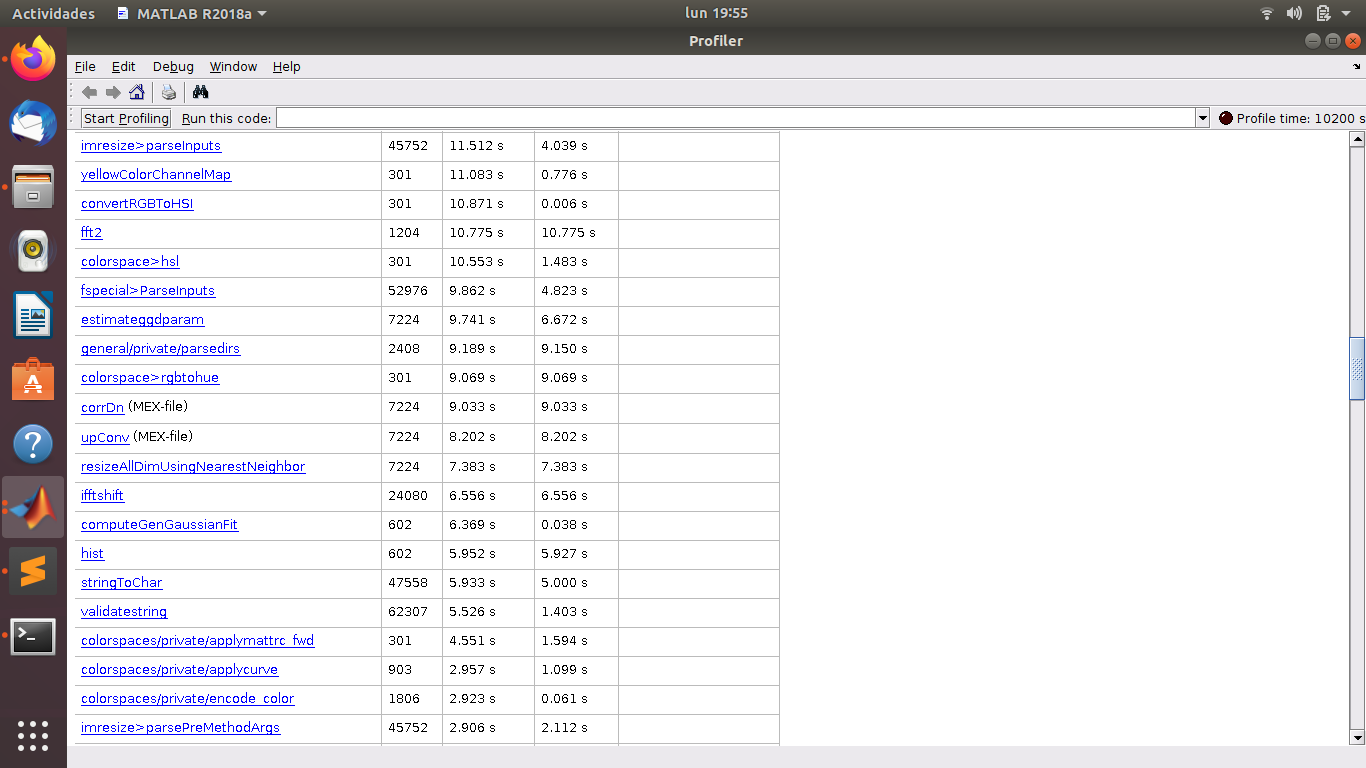 Actividades MATLAB R2018a lun 19:55
Profiler
File Edit Debug Window Help
Start Profiling Run this code: Profile time: 10200 s
imresize>parseInputs 45752 11.512 s 4.039 s
yellowColorChannelMap 301 11.083 s 0.776 s
convertRGBToHSI 301 10.871 s 0.006 s
fft2 1204 10.775 s 10.775 s
colorspace>hsl 301 10.553 s 1.483 s
fspecial>ParseInputs 52976 9.862 s 4.823 s
estimateggdparam 7224 9.741 s 6.672 s
general/private/parsedirs 2408 9.189 s 9.150 s
colorspace>rgbtohue 301 9.069 s 9.069 s
corrDn (MEX-file) 7224 9.033 s 9.033 s
upConv (MEX-file) 7224 8.202 s 8.202 s
resizeAllDimUsingNearestNeighbor 7224 7.383 s 7.383 s
ifftshift 24080 6.556 s 6.556 s
computeGenGaussianFit 602 6.369 s 0.038 s
hist 602 5.952 s 5.927 s
stringToChar 47558 5.933 s 5.000 s
validatestring 62307 5.526 s 1.403 s
colorspaces/private/applymattrc_fwd 301 4.551 s 1.594 s
colorspaces/private/applycurve 903 2.957 s 1.099 s
colorspaces/private/encode_color 1806 2.923 s 0.061 s
imresize>parsePreMethodArgs 45752 2.906 s 2.112 s